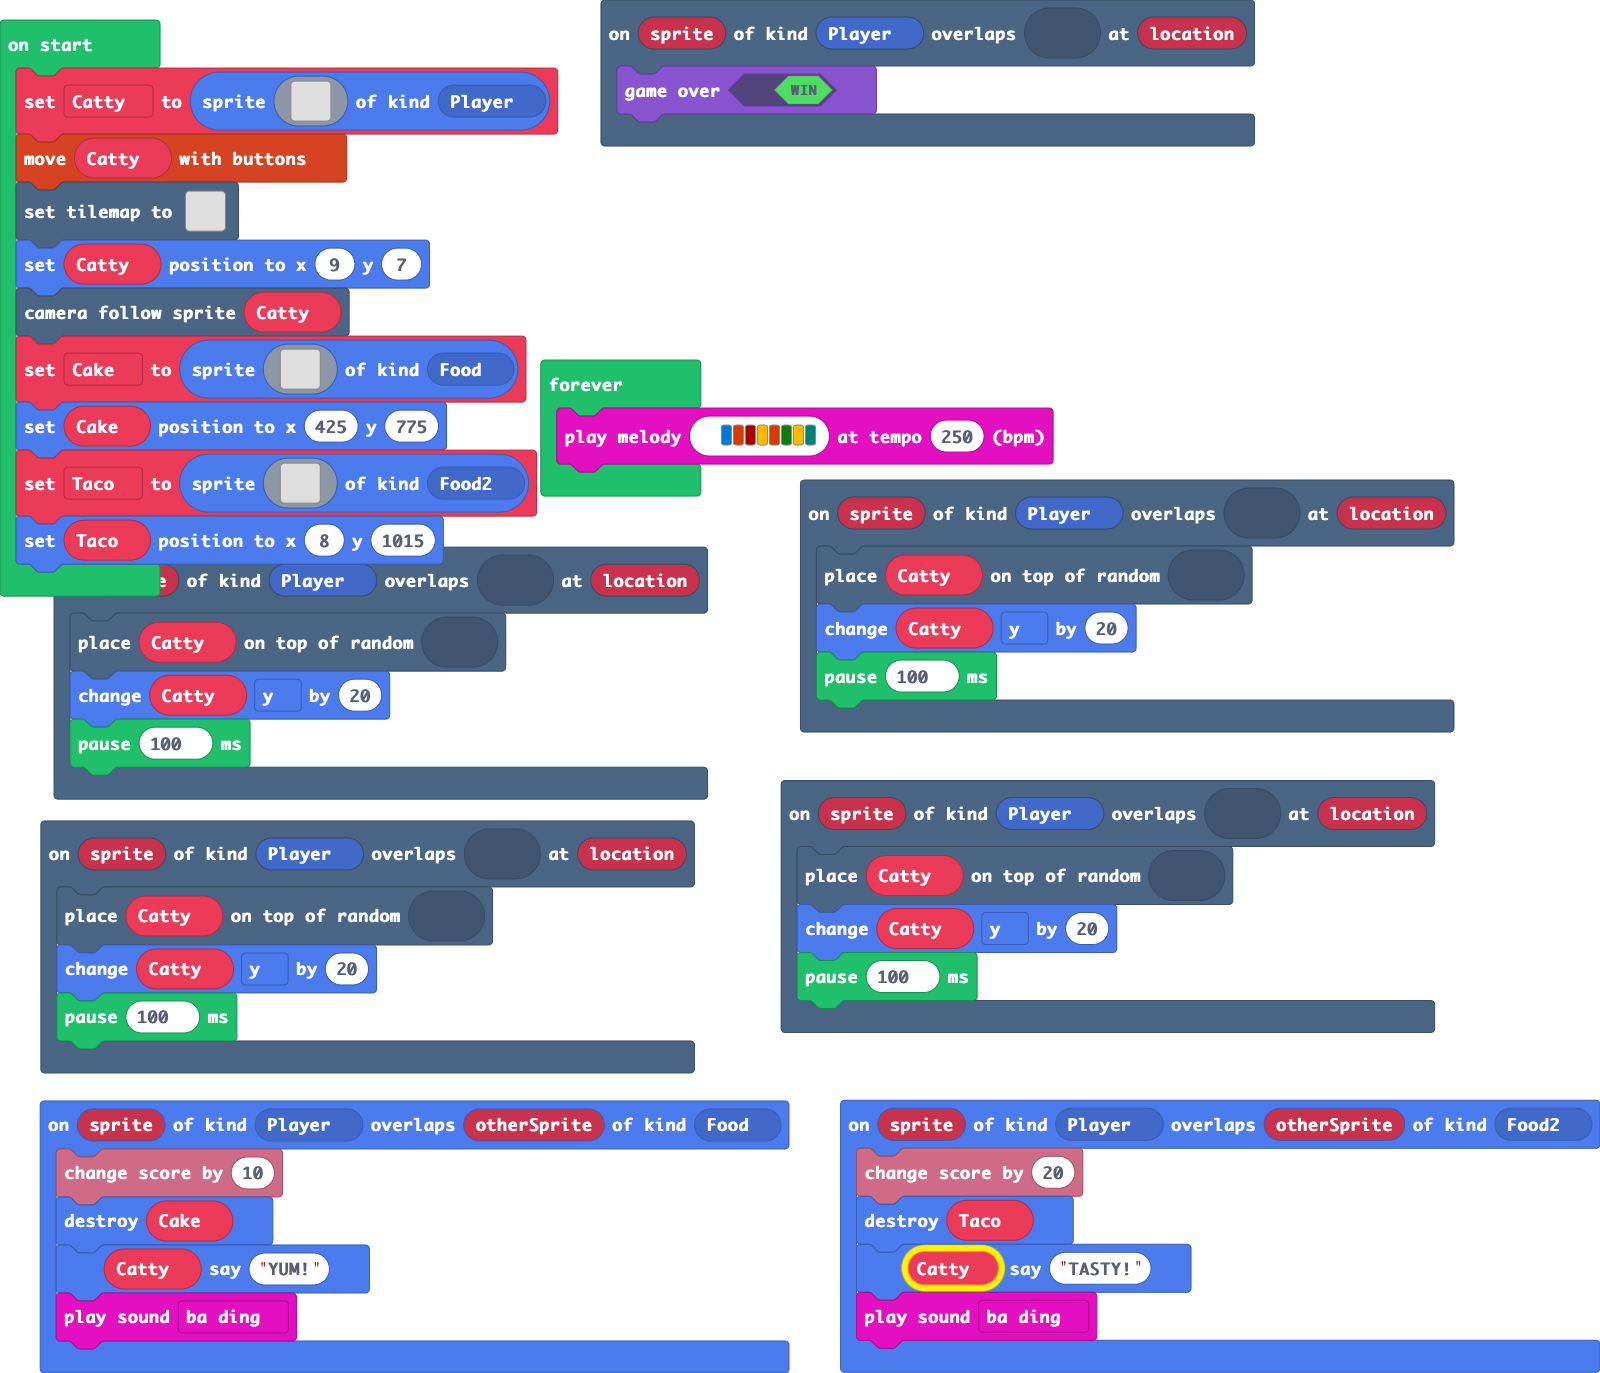 on start
set Catty to sprite of kind Player
move Catty with buttons
set tilemap to
set Catty position to x 9 y 7
camera follow sprite Catty
set Cake to sprite of kind Food
set Cake position to x 425 y 775
set Taco to sprite of kind Food2
set Taco position to x 8 y 1015
on sprite of kind Player overlaps at location
game over WIN
forever
play melody at tempo 250 (bpm)
of kind Player overlaps at location
place Catty on top of random
change Catty y by 20
pause 100 ms
on sprite of kind Player overlaps at location
place Catty on top of random
change Catty y by 20
pause 100 ms
on sprite of kind Player overlaps at location
place Catty on top of random
change Catty y by 20
pause 100 ms
on sprite of kind Player overlaps at location
place Catty on top of random
change Catty y by 20
pause 100 ms
on sprite of kind Player overlaps otherSprite of kind Food
change score by 10
destroy Cake
Catty say "YUM!"
play sound ba ding
on sprite of kind Player overlaps otherSprite of kind Food2
change score by 20
destroy Taco
Catty say "TASTY!"
play sound ba ding